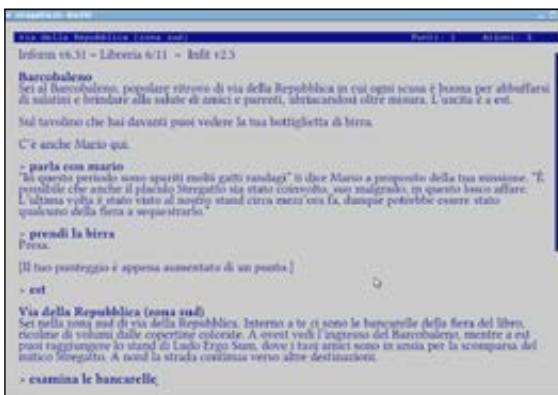 Via della Repubblica (zona sud) Punti: 1 Azioni: 5
Inform v6.31 – Libreria 6/11 – Infit v2.5
Barcobaleno
Sei al Barcobaleno, popolare ritrovo di via della Repubblica in cui ogni scusa è buona per abbuffarsi
di salatini e brindare alla salute di amici e parenti, ubriacandosi oltre misura. L'uscita è a est.
Sul tavolino che hai davanti puoi vedere la tua bottiglietta di birra.
C'è anche Mario qui.
> parla con mario
"In questo periodo sono spariti molti gatti randagi" ti dice Mario a proposito della tua missione. "È
possibile che anche il placido Stregatto sia stato coinvolto, suo malgrado, in questo losco affare.
L'ultima volta è stato visto al nostro stand circa mezz'ora fa, dunque potrebbe essere stato
qualcuno della fiera a sequestrarlo."
> prendi la birra
Presa.
[Il tuo punteggio è appena aumentato di un punto.]
> est
Via della Repubblica (zona sud)
Sei nella zona sud di via della Repubblica. Intorno a te ci sono le bancarelle della fiera del libro,
ricolme di volumi dalle copertine colorate. A ovest vedi l'ingresso del Barcobaleno, mentre a est
puoi raggiungere lo stand di Ludo Ergo Sum, dove i tuoi amici sono in ansia per la scomparsa del
mitico Stregatto. A nord la strada continua verso altre destinazioni.
> examina le bancarelle